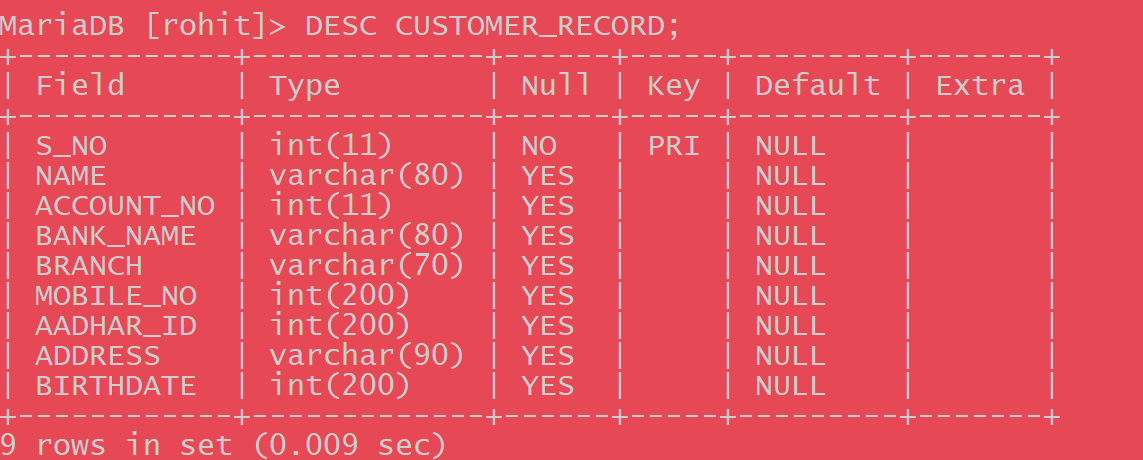 MariaDB [rohit]> DESC CUSTOMER_RECORD;
+------------+-------------+------+-----+---------+-------+
| Field      | Type        | Null | Key | Default | Extra |
+------------+-------------+------+-----+---------+-------+
| S_NO       | int(11)     | NO   | PRI | NULL    |       |
| NAME       | varchar(80) | YES  |     | NULL    |       |
| ACCOUNT_NO | int(11)     | YES  |     | NULL    |       |
| BANK_NAME  | varchar(80) | YES  |     | NULL    |       |
| BRANCH     | varchar(70) | YES  |     | NULL    |       |
| MOBILE_NO  | int(200)    | YES  |     | NULL    |       |
| AADHAR_ID  | int(200)    | YES  |     | NULL    |       |
| ADDRESS    | varchar(90) | YES  |     | NULL    |       |
| BIRTHDATE  | int(200)    | YES  |     | NULL    |       |
+------------+-------------+------+-----+---------+-------+
9 rows in set (0.009 sec)